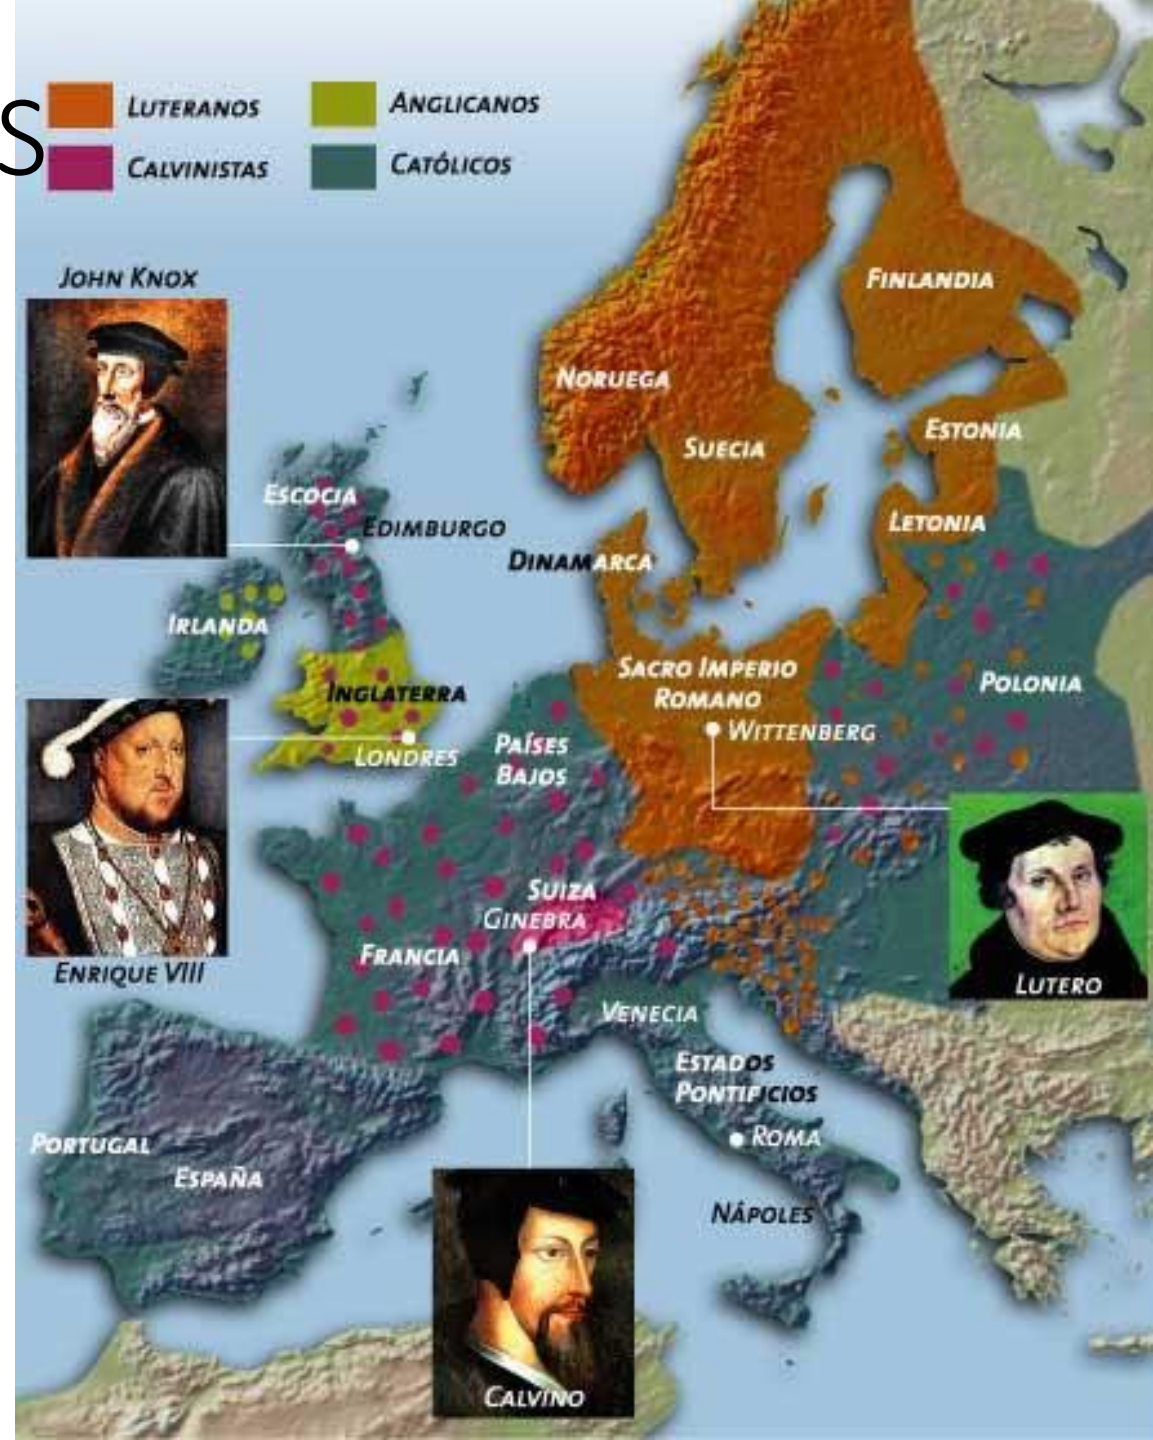 S
LUTERANOS
CALVINISTAS
ANGLICANOS
CATÓLICOS
JOHN KNOX
FINLANDIA
NORUEGA
SUECIA
ESTONIA
ESCOCIA
EDIMBURGO
LETONIA
DINAMARCA
IRLANDA
SACRO IMPERIO
ROMANO
POLONIA
INGLATERRA
WITTENBERG
LONDRES
PAÍSES
BAJOS
SUIZA
GINEBRA
FRANCIA
ENRIQUE VIII
LUTERO
VENECIA
ESTADOS
PONTIFICIOS
ROMA
PORTUGAL
ESPAÑA
NÁPOLES
CALVINO